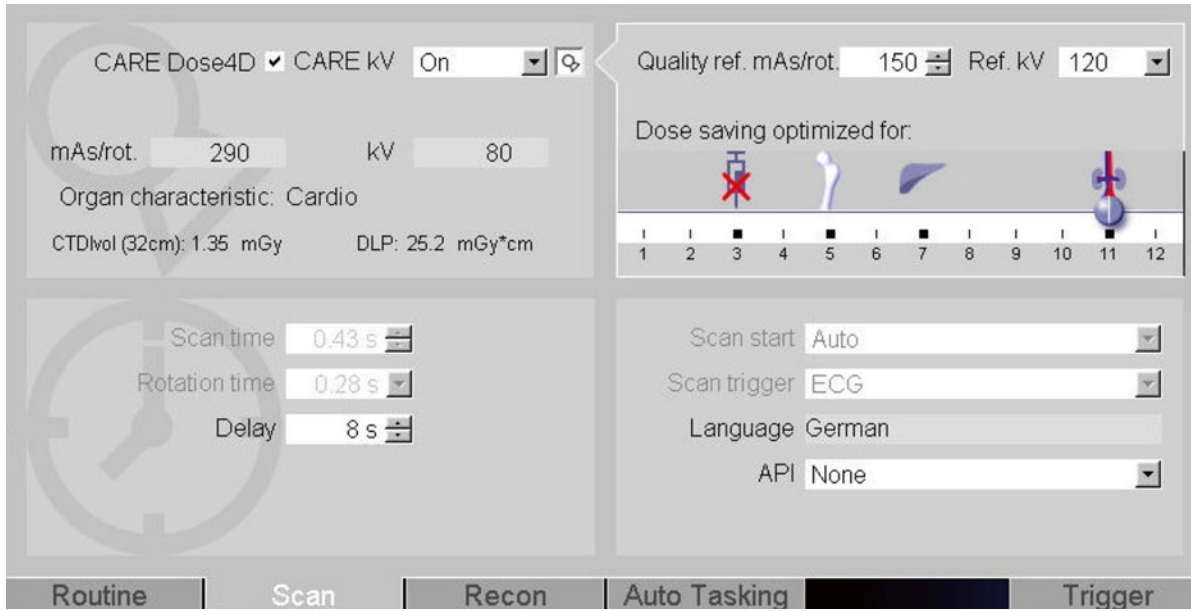 CARE Dose4D CARE kV On
mAs/rot. 290 kV 80
Organ characteristic: Cardio
CTDIvol (32cm): 1.35 mGy DLP: 25.2 mGy*cm
Quality ref. mAs/rot. 150 Ref. kV 120
Dose saving optimized for:
1 2 3 4 5 6 7 8 9 10 11 12
Scan time 0.43 s
Rotation time 0.28 s
Delay 8 s
Scan start Auto
Scan trigger ECG
Language German
API None
Routine Scan Recon Auto Tasking Trigger